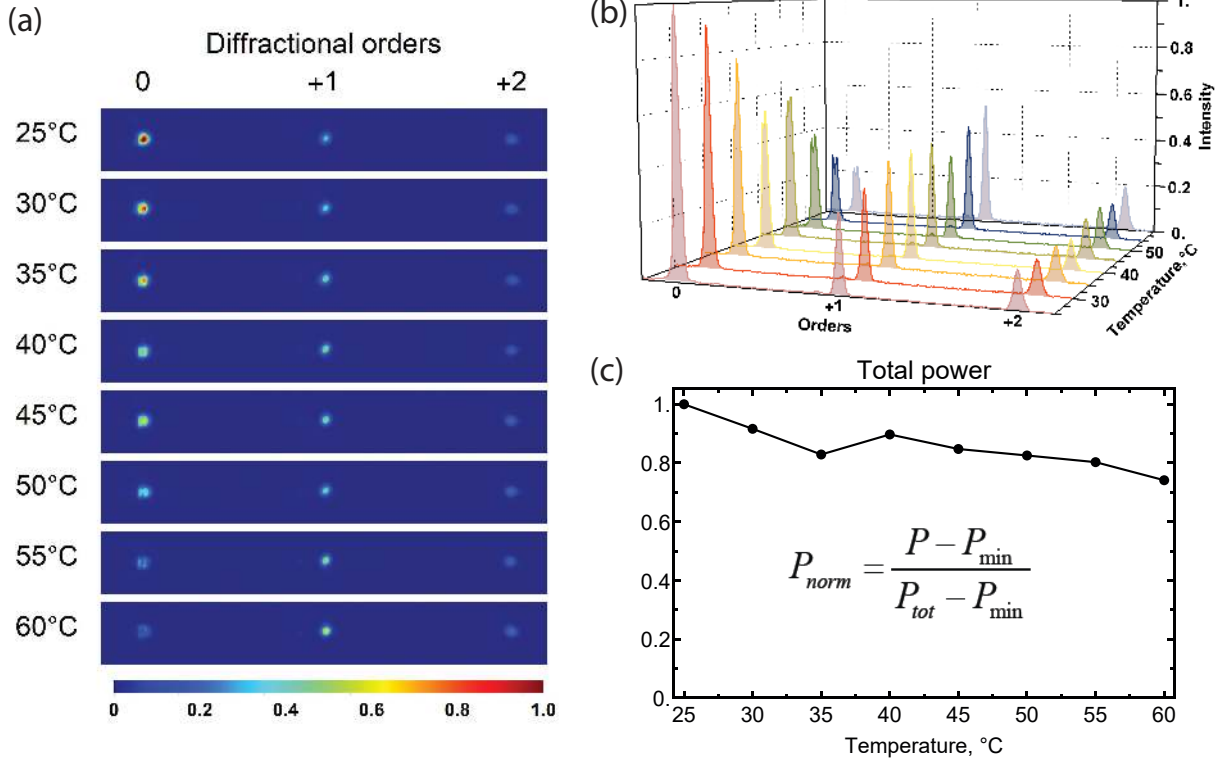 (a)
Diffractional orders
0 +1 +2
25°C
30°C
35°C
40°C
45°C
50°C
55°C
60°C
0 0.2 0.4 0.6 0.8 1.0
(b)
1.
0.8
0.6
0.4
0.2
0.
Intensity
50
40
30
Temperature, °C
0
+1
+2
Orders
(c)
Total power
1.
0.8
0.6
0.4
0.2
0.
P_norm = (P − P_min) / (P_tot − P_min)
25 30 35 40 45 50 55 60
Temperature, °C